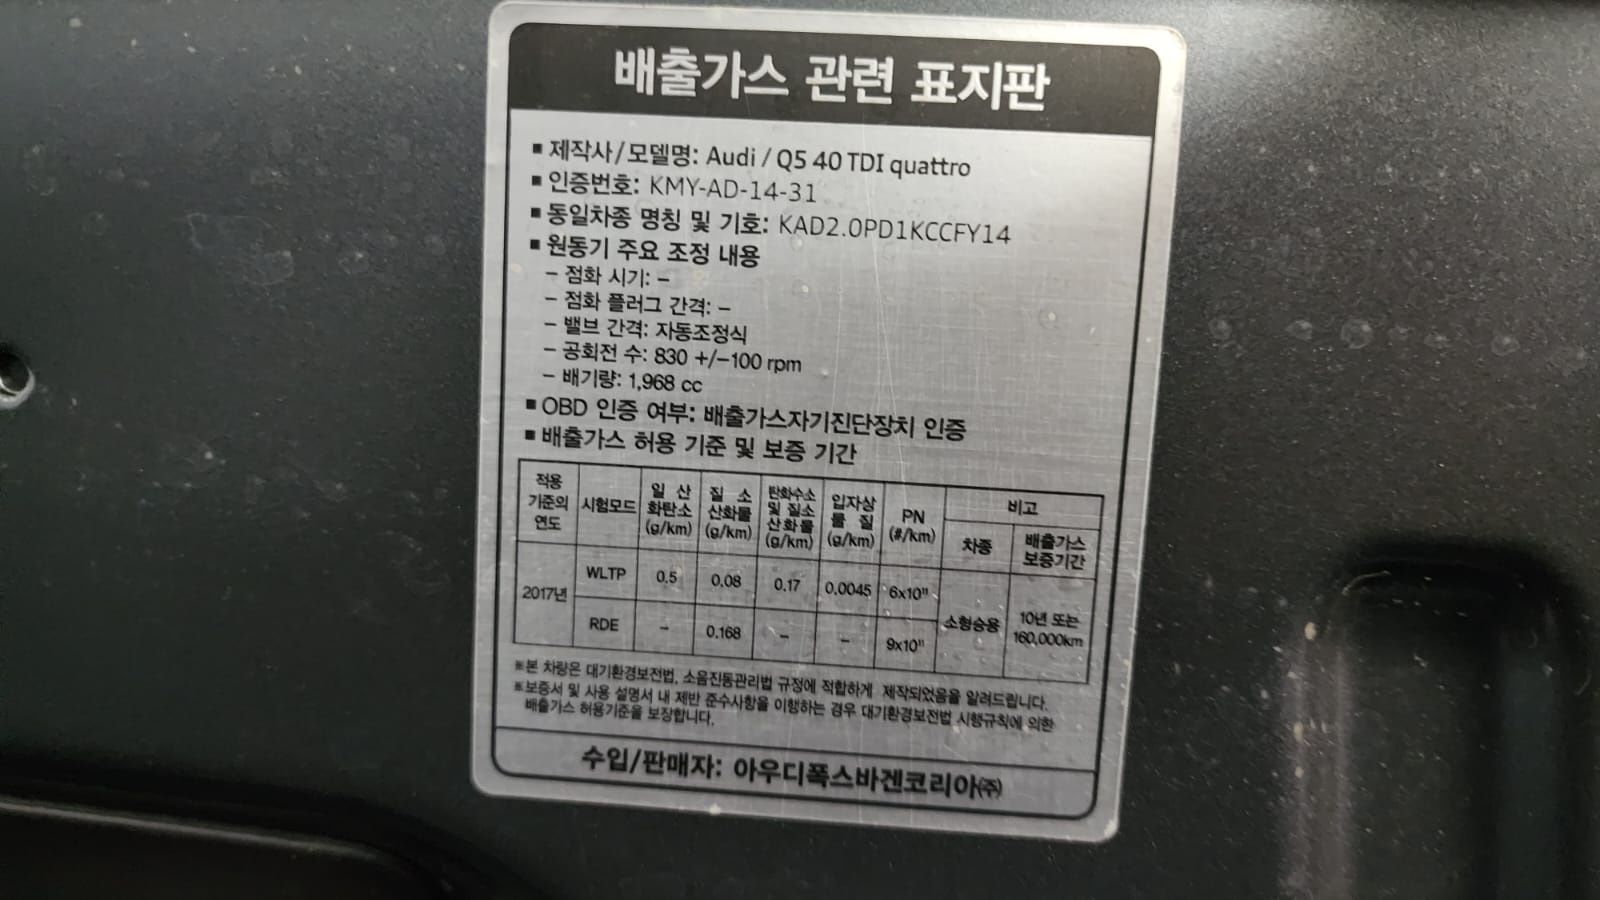 배출가스 관련 표지판
■ 제작사/모델명: Audi / Q5 40 TDI quattro
■ 인증번호: KMY-AD-14-31
■ 동일차종 명칭 및 기호: KAD2.0PD1KCCFY14
■ 원동기 주요 조정 내용
– 점화 시기: –
– 점화 플러그 간격: –
– 밸브 간격: 자동조정식
– 공회전 수: 830 +/–100 rpm
– 배기량: 1,968 cc
■ OBD 인증 여부: 배출가스자기진단장치 인증
■ 배출가스 허용 기준 및 보증 기간
적용 기준의 연도 시험모드 일산화탄소 (g/km) 질소산화물 (g/km) 탄화수소 및 질소산화물 (g/km) 입자상물질 (g/km) PN (#/km) 비고
차종 배출가스 보증기간
2017년 WLTP 0.5 0.08 0.17 0.0045 6x10¹¹ 소형승용 10년 또는 160,000km
RDE – 0.168 – – 9x10¹¹
※본 차량은 대기환경보전법, 소음진동관리법 규정에 적합하게 제작되었음을 알려드립니다.
※보증서 및 사용 설명서 내 제반 준수사항을 이행하는 경우 대기환경보전법 시행규칙에 의한
배출가스 허용기준을 보장합니다.
수입/판매자: 아우디폭스바겐코리아㈜